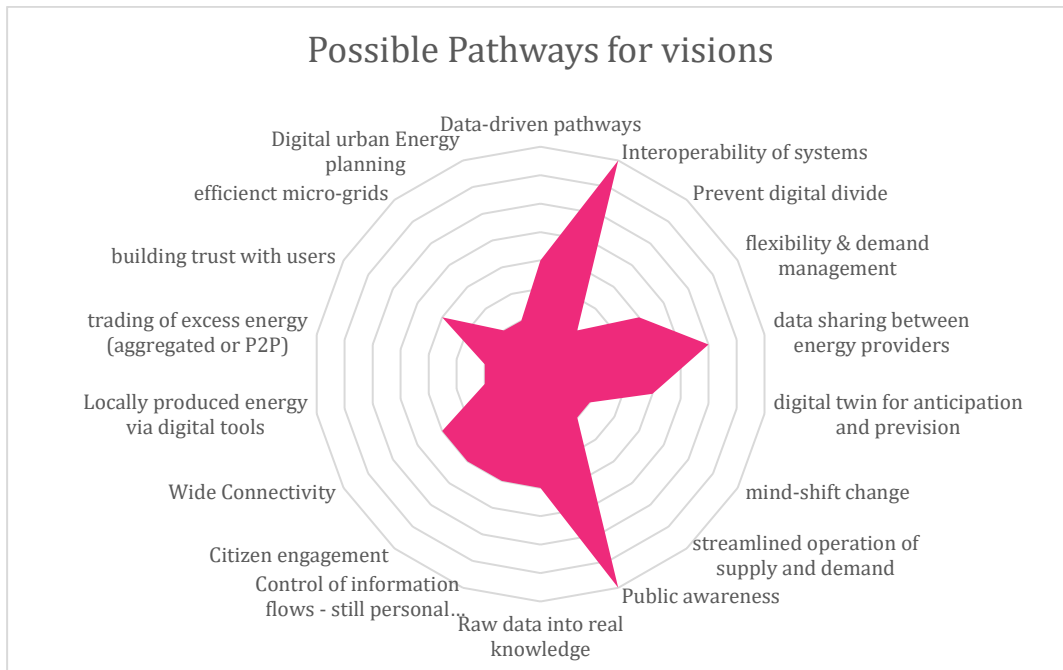 Possible Pathways for visions
Data-driven pathways
Interoperability of systems
Prevent digital divide
flexibility & demand
management
data sharing between
energy providers
digital twin for anticipation
and prevision
mind-shift change
streamlined operation of
supply and demand
Public awareness
Raw data into real
knowledge
Control of information
flows - still personal...
Citizen engagement
Wide Connectivity
Locally produced energy
via digital tools
trading of excess energy
(aggregated or P2P)
building trust with users
efficienct micro-grids
Digital urban Energy
planning